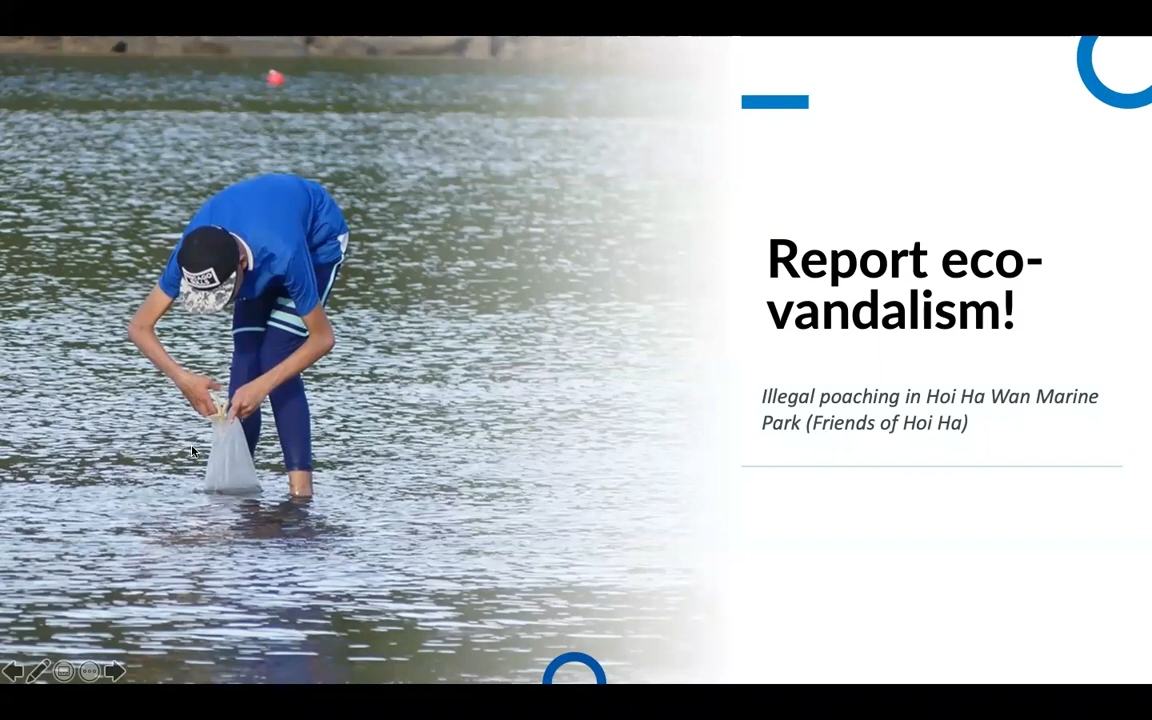 Report eco-
vandalism!
Illegal poaching in Hoi Ha Wan Marine
Park (Friends of Hoi Ha)